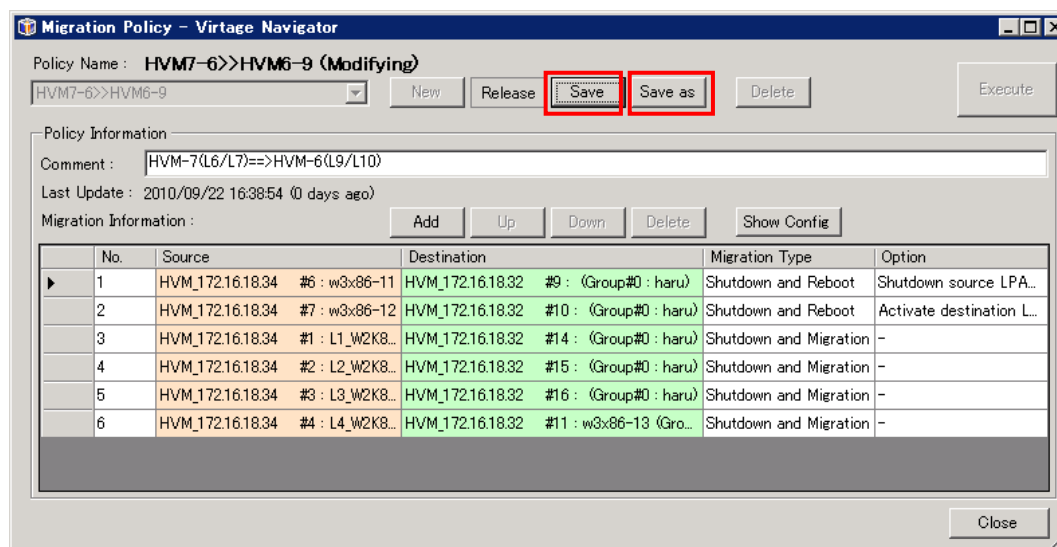 Migration Policy - Virtage Navigator
Policy Name : HVM7-6>>HVM6-9 (Modifying)
HVM7-6>>HVM6-9 New Release Save Save as Delete Execute
Policy Information
Comment : HVM-7(L6/L7)==>HVM-6(L9/L10)
Last Update : 2010/09/22 16:38:54 (0 days ago)
Migration Information : Add Up Down Delete Show Config
No. Source Destination Migration Type Option
1 HVM_172.16.18.34 #6 : w3x86-11 HVM_172.16.18.32 #9 : (Group#0 : haru) Shutdown and Reboot Shutdown source LPA...
2 HVM_172.16.18.34 #7 : w3x86-12 HVM_172.16.18.32 #10 : (Group#0 : haru) Shutdown and Reboot Activate destination L...
3 HVM_172.16.18.34 #1 : L1_W2K8... HVM_172.16.18.32 #14 : (Group#0 : haru) Shutdown and Migration -
4 HVM_172.16.18.34 #2 : L2_W2K8... HVM_172.16.18.32 #15 : (Group#0 : haru) Shutdown and Migration -
5 HVM_172.16.18.34 #3 : L3_W2K8... HVM_172.16.18.32 #16 : (Group#0 : haru) Shutdown and Migration -
6 HVM_172.16.18.34 #4 : L4_W2K8... HVM_172.16.18.32 #11 : w3x86-13 (Gro... Shutdown and Migration -
Close